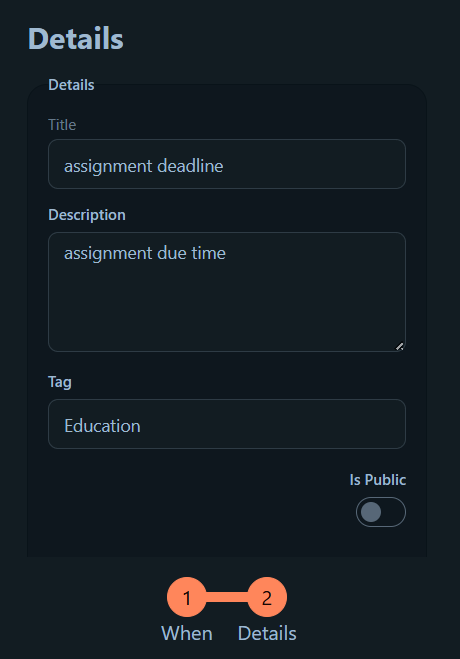 Details
Details
Title
assignment deadline
Description
assignment due time
Tag
Education
Is Public
1 2
When Details